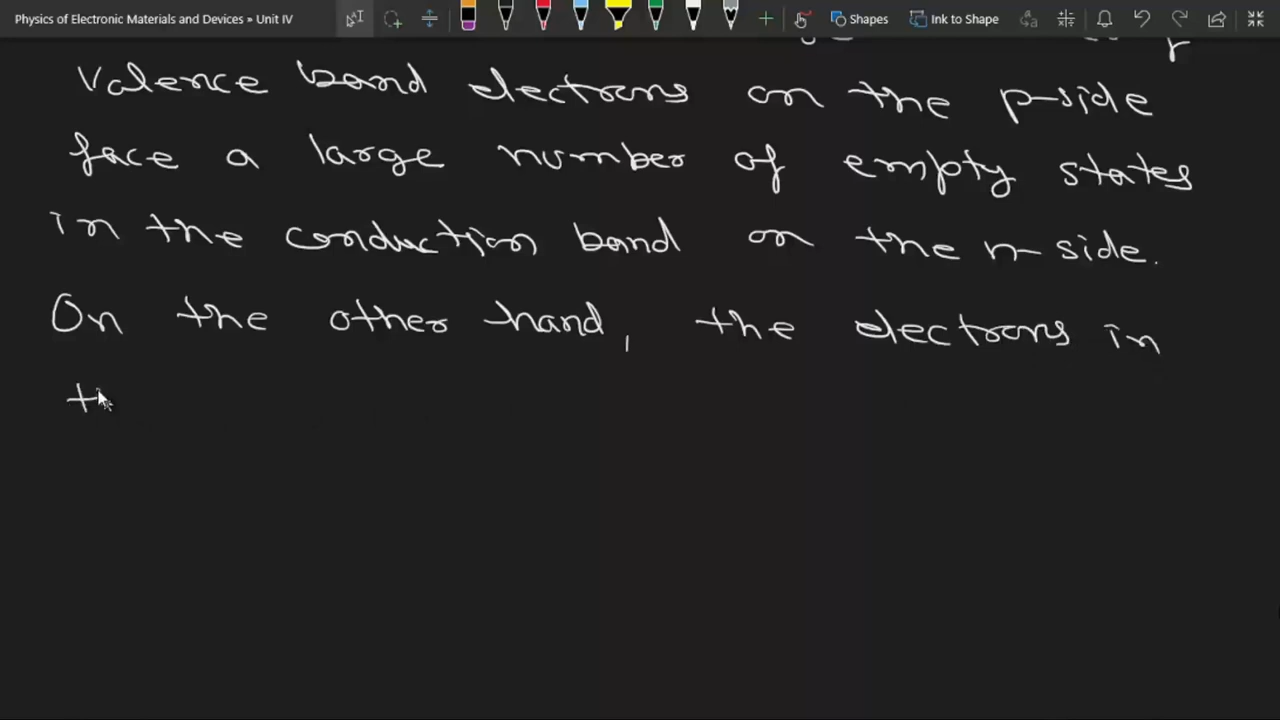 Physics of Electronic Materials and Devices » Unit IV
Shapes
Ink to Shape
Valence band electrons on the p-side
face a large number of empty states
in the conduction band on the n-side.
On the other hand, the electrons in